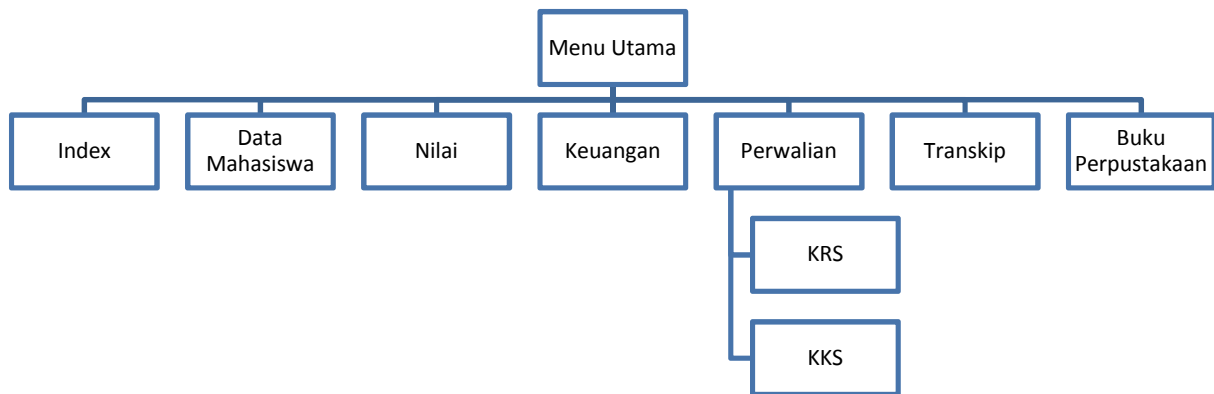 Menu Utama
Index
Data
Mahasiswa
Nilai
Keuangan
Perwalian
Transkip
Buku
Perpustakaan
KRS
KKS